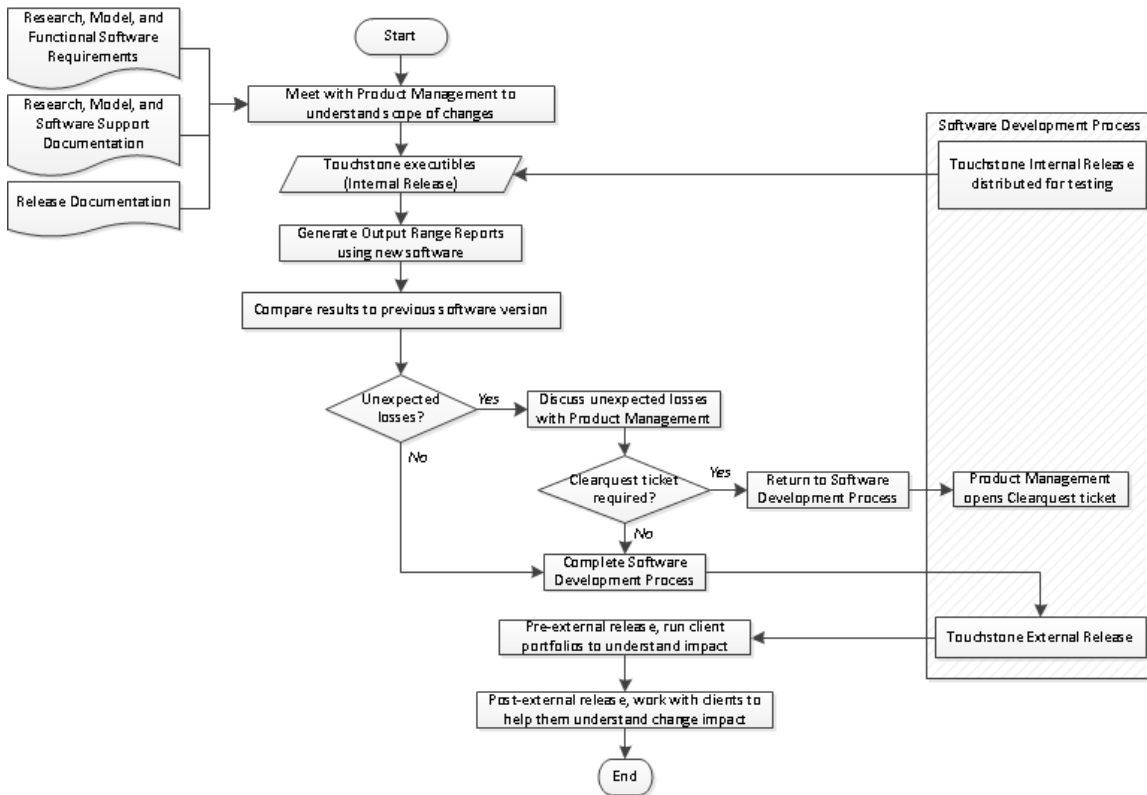 Research, Model, and
Functional Software
Requirements
Start
Meet with Product Management to
understand scope of changes
Research, Model, and
Software Support
Documentation
Software Development Process
Touchstone executibles
(Internal Release)
Touchstone Internal Release
distributed for testing
Release Documentation
Generate Output Range Reports
using new software
Compare results to previous software version
Unexpected
losses?
Yes
Discuss unexpected losses
with Product Management
No
Clearquest ticket
required?
Yes
Return to Software
Development Process
Product Management
opens Clearquest ticket
No
Complete Software
Development Process
Pre-external release, run client
portfolios to understand impact
Touchstone External Release
Post-external release, work with clients to
help them understand change impact
End